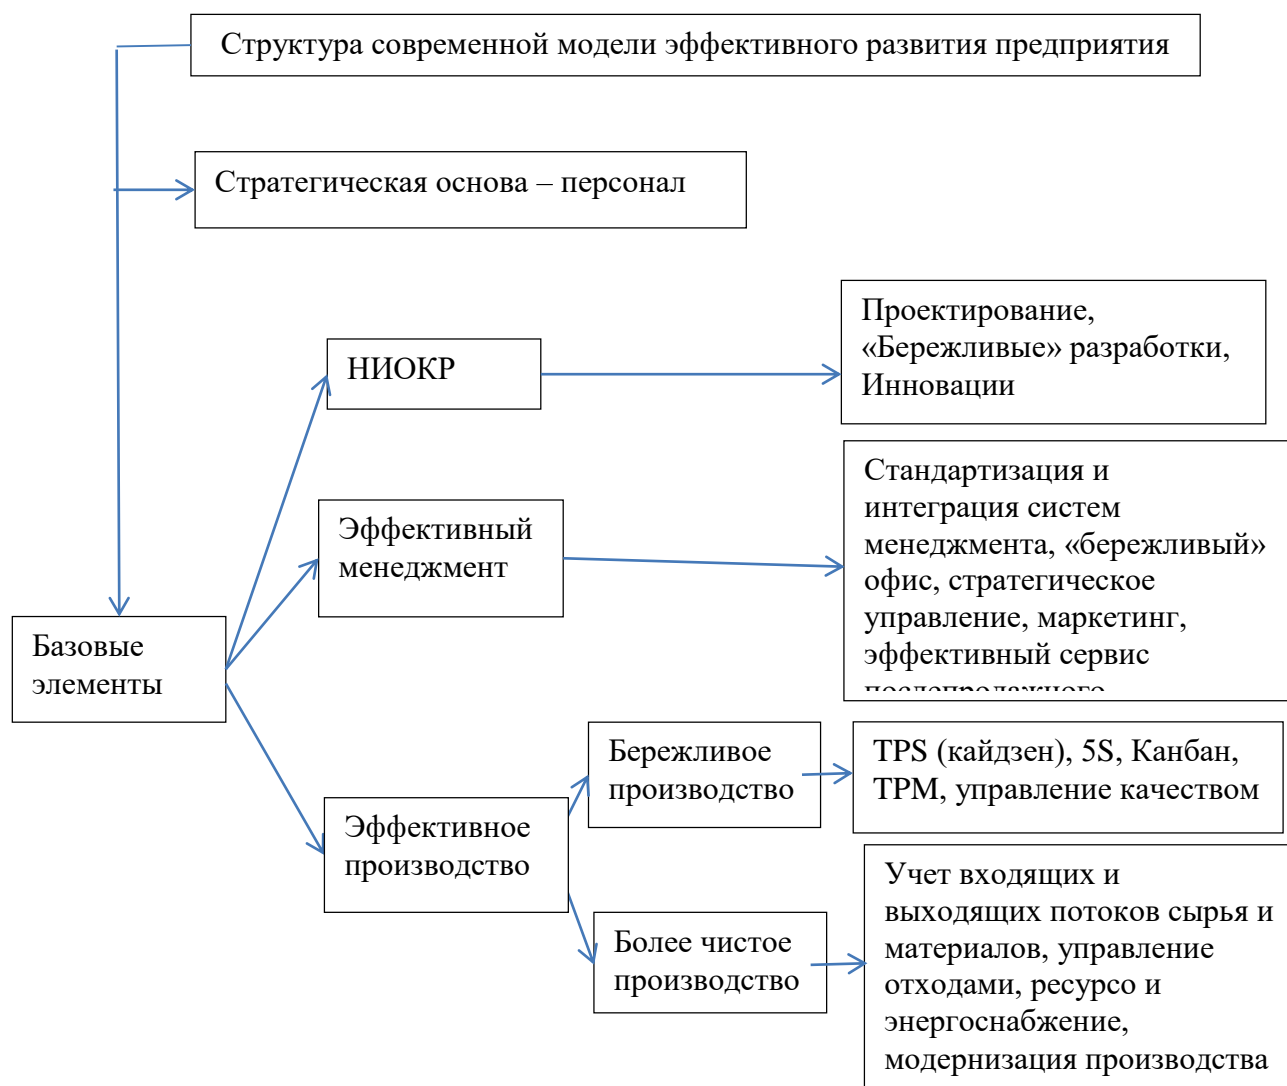 Структура современной модели эффективного развития предприятия
Стратегическая основа – персонал
Проектирование,
«Бережливые» разработки,
Инновации
НИОКР
Стандартизация и
интеграция систем
менеджмента, «бережливый»
офис, стратегическое
управление, маркетинг,
эффективный сервис
послепродажного
Эффективный
менеджмент
Базовые
элементы
Бережливое
производство
TPS (кайдзен), 5S, Канбан,
TPM, управление качеством
Эффективное
производство
Более чистое
производство
Учет входящих и
выходящих потоков сырья и
материалов, управление
отходами, ресурсо и
энергоснабжение,
модернизация производства